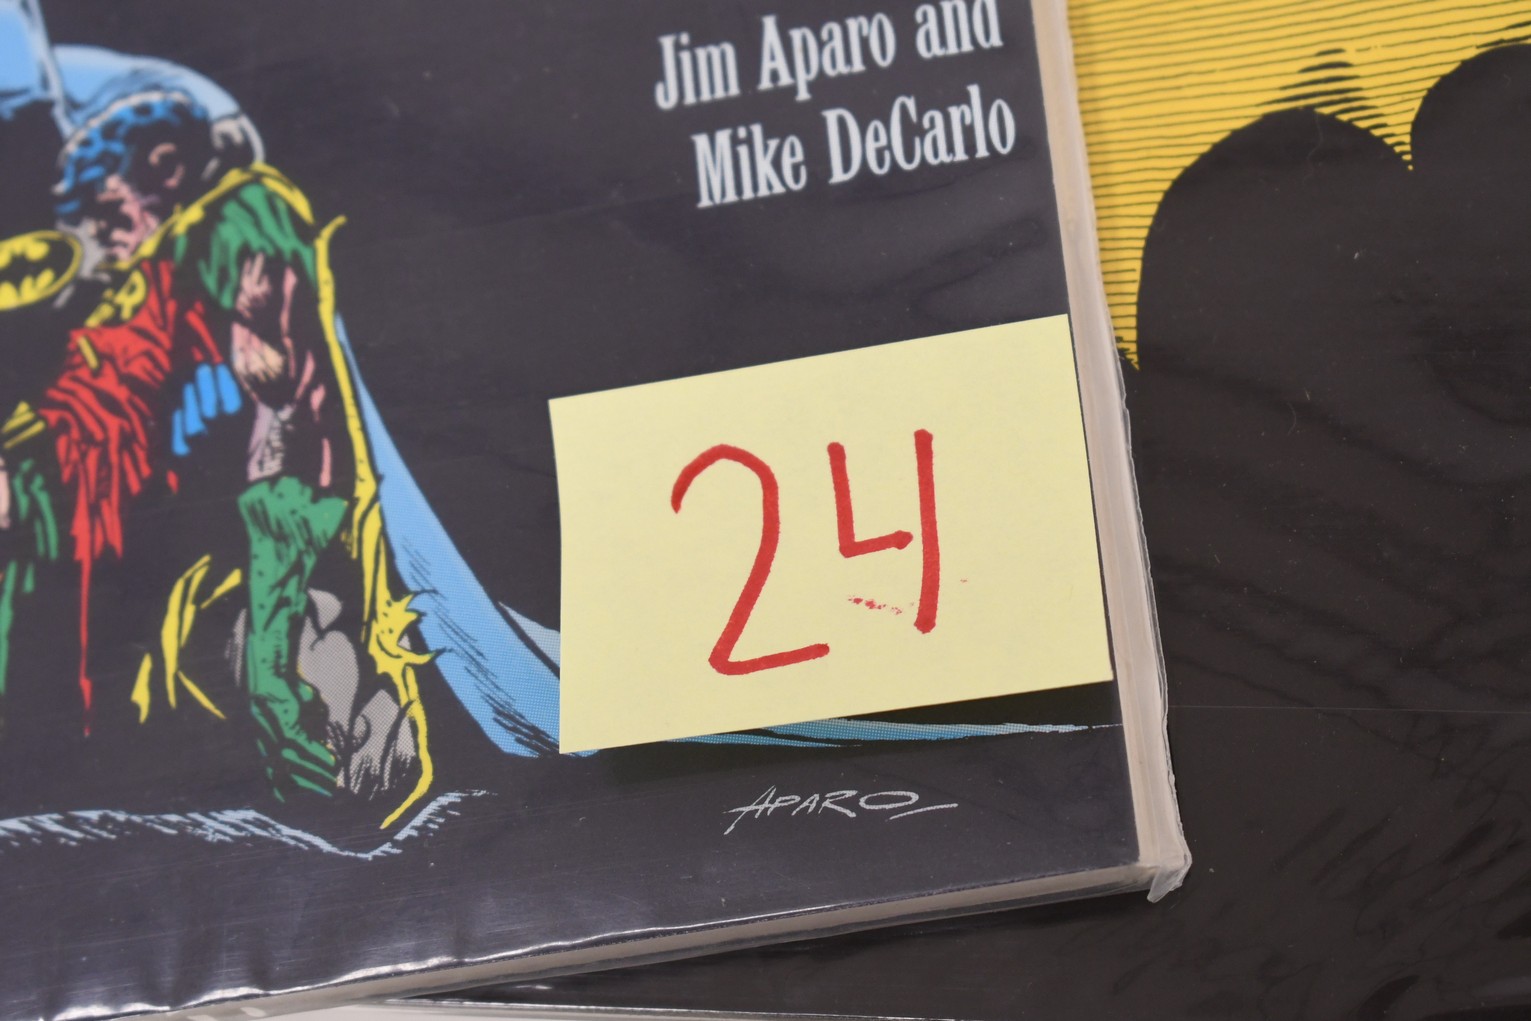 Jim Aparo and
Mike DeCarlo
R
24
APARO